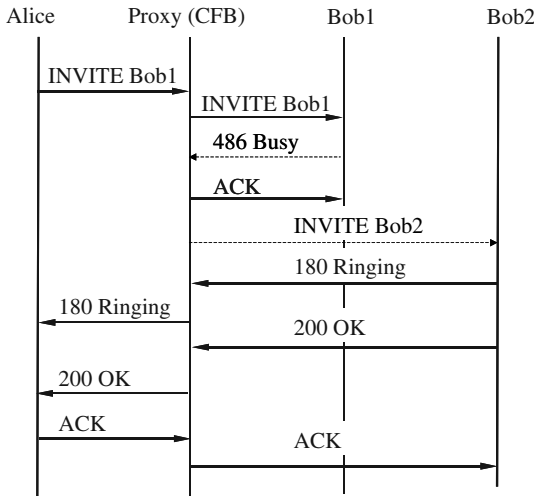 Alice Proxy (CFB) Bob1 Bob2
INVITE Bob1
INVITE Bob1
486 Busy
ACK
INVITE Bob2
180 Ringing
180 Ringing
200 OK
200 OK
ACK
ACK